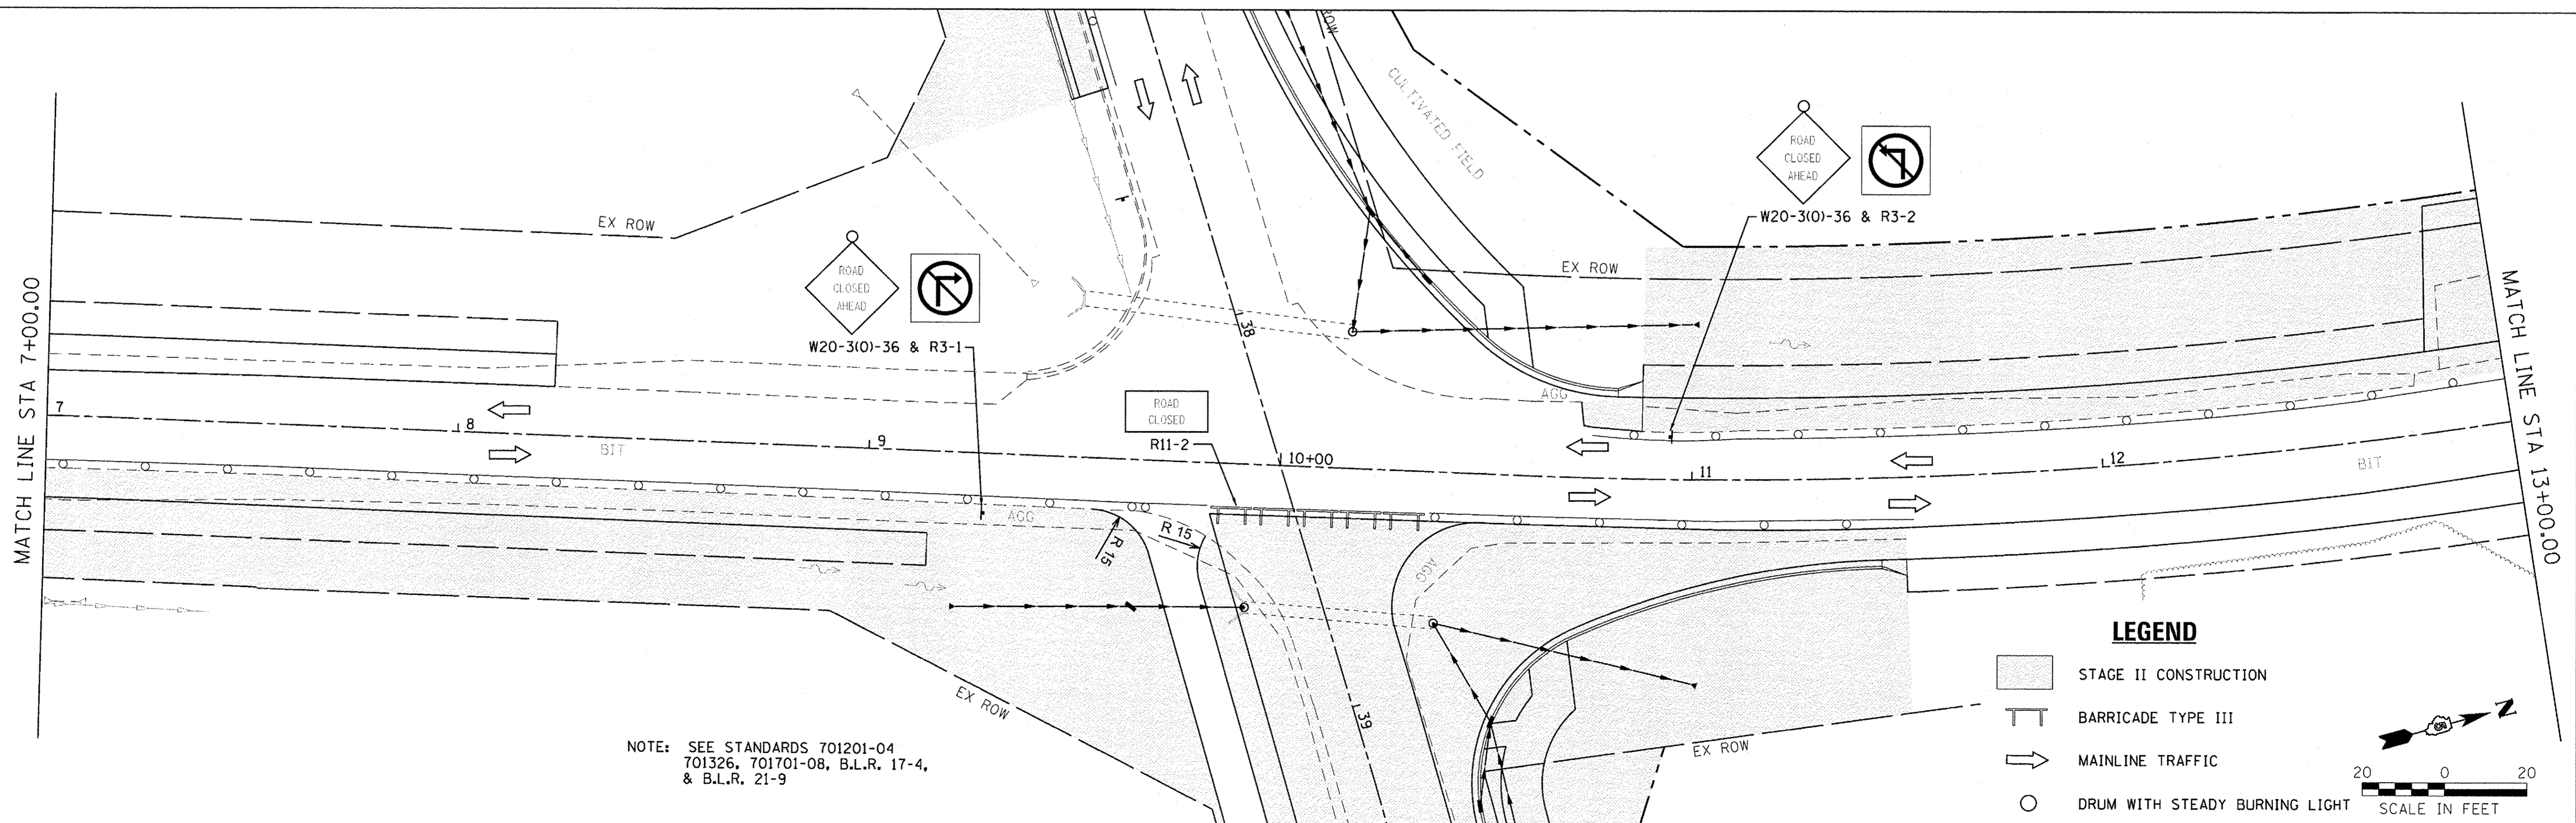 ROW
CULTIVATED FIELD
ROAD
CLOSED
AHEAD
W20-3(O)-36 & R3-2
EX ROW
ROAD
CLOSED
AHEAD
W20-3(O)-36 & R3-1
EX ROW
38
MATCH LINE STA 7+00.00
MATCH LINE STA 13+00.00
AGG
ROAD
CLOSED
R11-2
7
8
BIT
9
10+00
11
12
BIT
AGG
R 15
R 15
AGG
EX ROW
39
EX ROW
NOTE: SEE STANDARDS 701201-04
701326, 701701-08, B.L.R. 17-4,
& B.L.R. 21-9
LEGEND
STAGE II CONSTRUCTION
BARRICADE TYPE III
MAINLINE TRAFFIC
DRUM WITH STEADY BURNING LIGHT
N
20 0 20
SCALE IN FEET